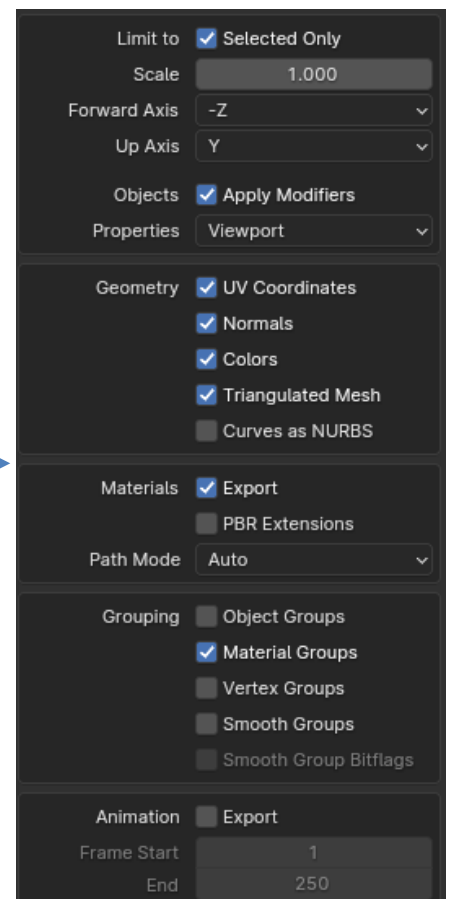 Limit to Selected Only
Scale 1.000
Forward Axis -Z
Up Axis Y
Objects Apply Modifiers
Properties Viewport
Geometry UV Coordinates
Normals
Colors
Triangulated Mesh
Curves as NURBS
Materials Export
PBR Extensions
Path Mode Auto
Grouping Object Groups
Material Groups
Vertex Groups
Smooth Groups
Smooth Group Bitflags
Animation Export
Frame Start 1
End 250